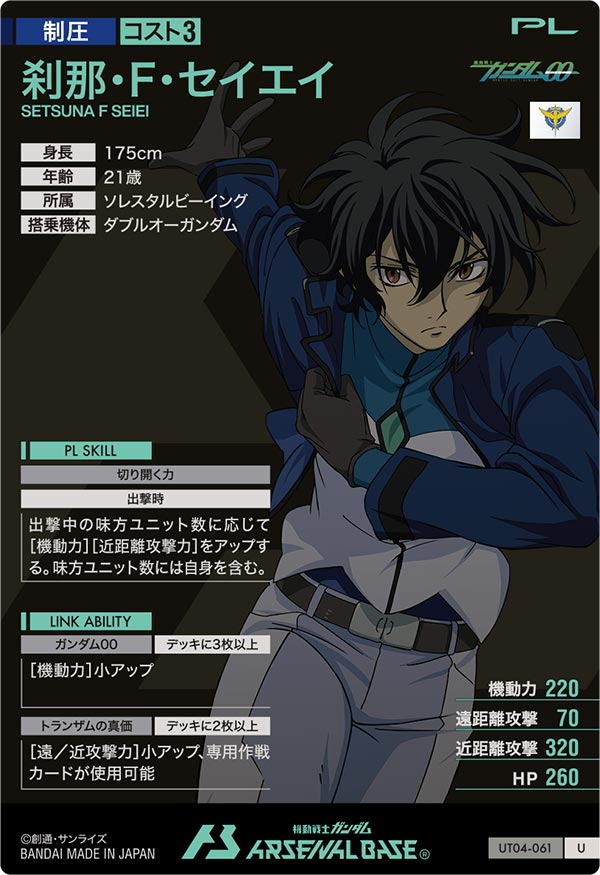 制圧 コスト3
PL
刹那・F・セイエイ
SETSUNA F SEIEI
機動戦士
ガンダム00
身長 175cm
年齢 21歳
所属 ソレスタルビーイング
搭乗機体 ダブルオーガンダム
PL SKILL
切り開く力
出撃時
出撃中の味方ユニット数に応じて
[機動力][近距離攻撃力]をアップす
る。味方ユニット数には自身を含む。
LINK ABILITY
ガンダム00 デッキに3枚以上
[機動力]小アップ
トランザムの真価 デッキに2枚以上
[遠/近攻撃力]小アップ、専用作戦
カードが使用可能
機動力 220
遠距離攻撃 70
近距離攻撃 320
HP 260
©創通・サンライズ
BANDAI MADE IN JAPAN
機動戦士ガンダム
ARSENAL BASE®
UT04-061 U